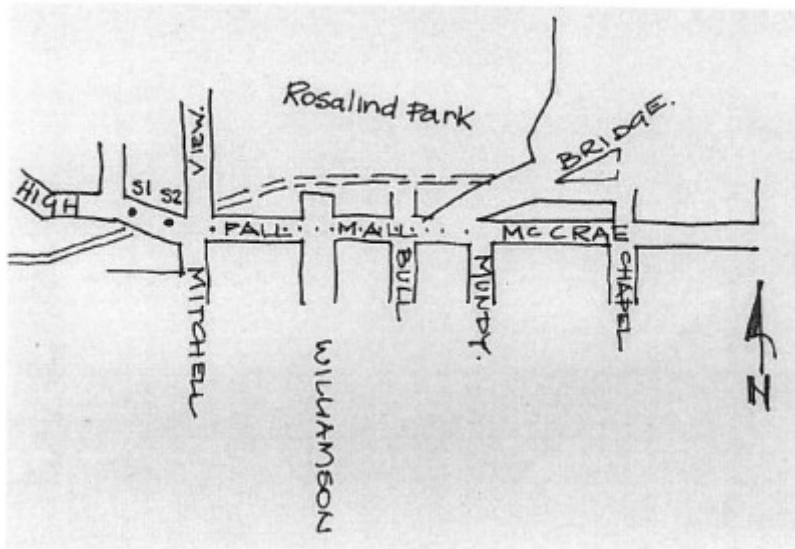 Rosalind Park
BRIDGE.
VIEW
HIGH
S1 S2
PALL MALL
McCRAE
MITCHELL
WILLIAMSON
BULL
MUNDY.
CHAPEL
N